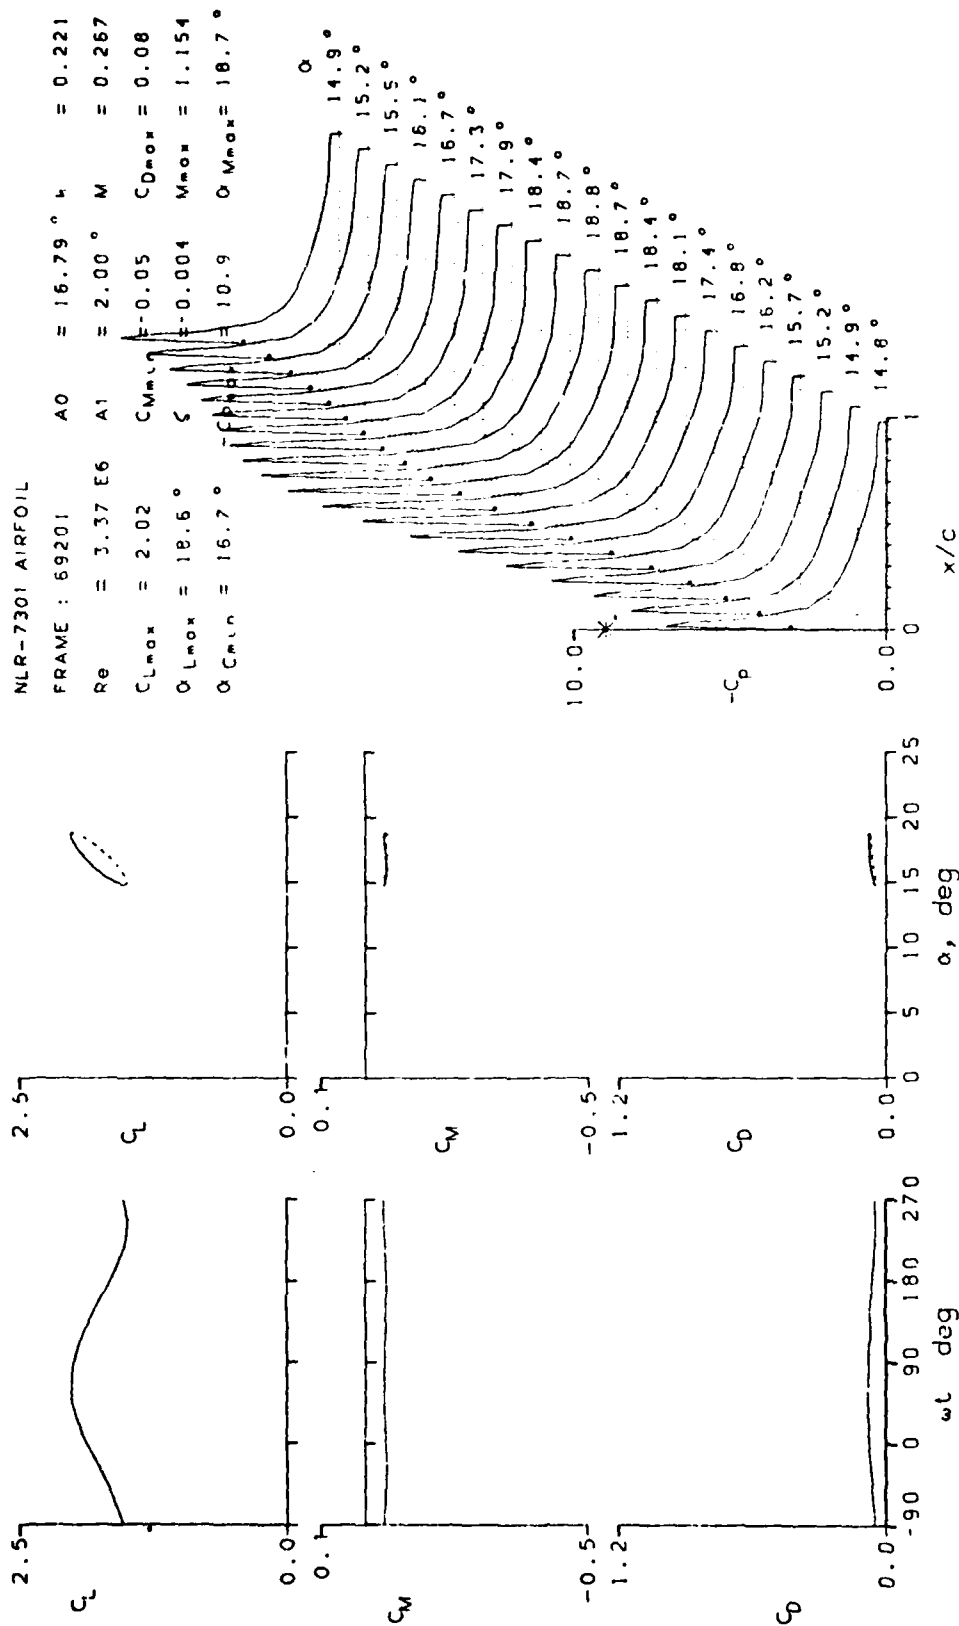 NLR-7301 AIRFOIL
FRAME : 69201 A0 = 16.79 ° k = 0.221
Re = 3.37 E6 A1 = 2.00 ° M = 0.267
CLmax = 2.02 CMmin =-0.05 CDmax = 0.08
α Lmax = 18.6 ° ζ =-0.004 Mmax = 1.154
α Cmin = 16.7 ° = 10.9 α Mmax= 18.7 °
2.5
CL
0.0
0.1
CM
-0.5
1.2
CD
0.0
-90 0 90 180 270
ωt deg
2.5
CL
0.0
0.1
CM
-0.5
1.2
CD
0.0
0 5 10 15 20 25
α, deg
α
14.9 °
15.2 °
15.5 °
16.1 °
16.7 °
17.3 °
17.9 °
18.4 °
18.7 °
18.8 °
18.7 °
18.4 °
18.1 °
17.4 °
16.8 °
16.2 °
15.7 °
15.2 °
14.9 °
14.8 °
10.0
-Cp
0.0
0 1
x/c